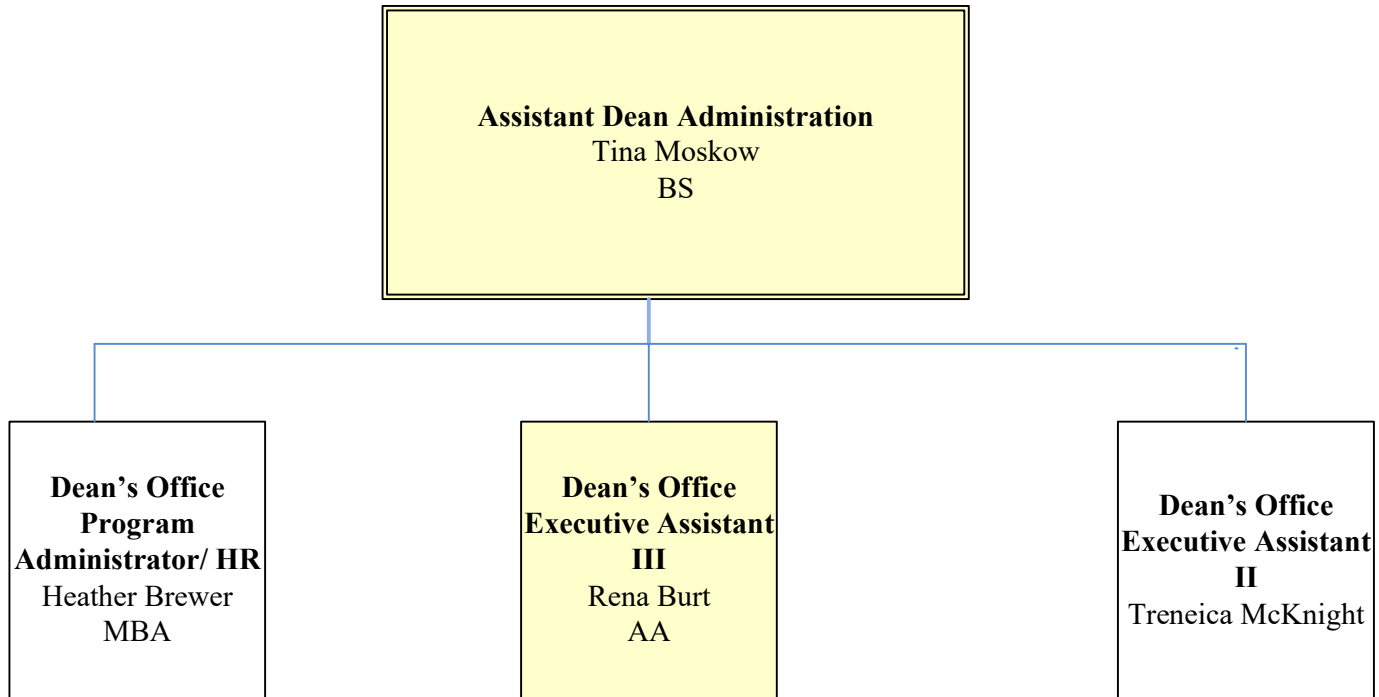 Assistant Dean Administration
Tina Moskow
BS
Dean’s Office
Program
Administrator/ HR
Heather Brewer
MBA
Dean’s Office
Executive Assistant
III
Rena Burt
AA
Dean’s Office
Executive Assistant
II
Treneica McKnight